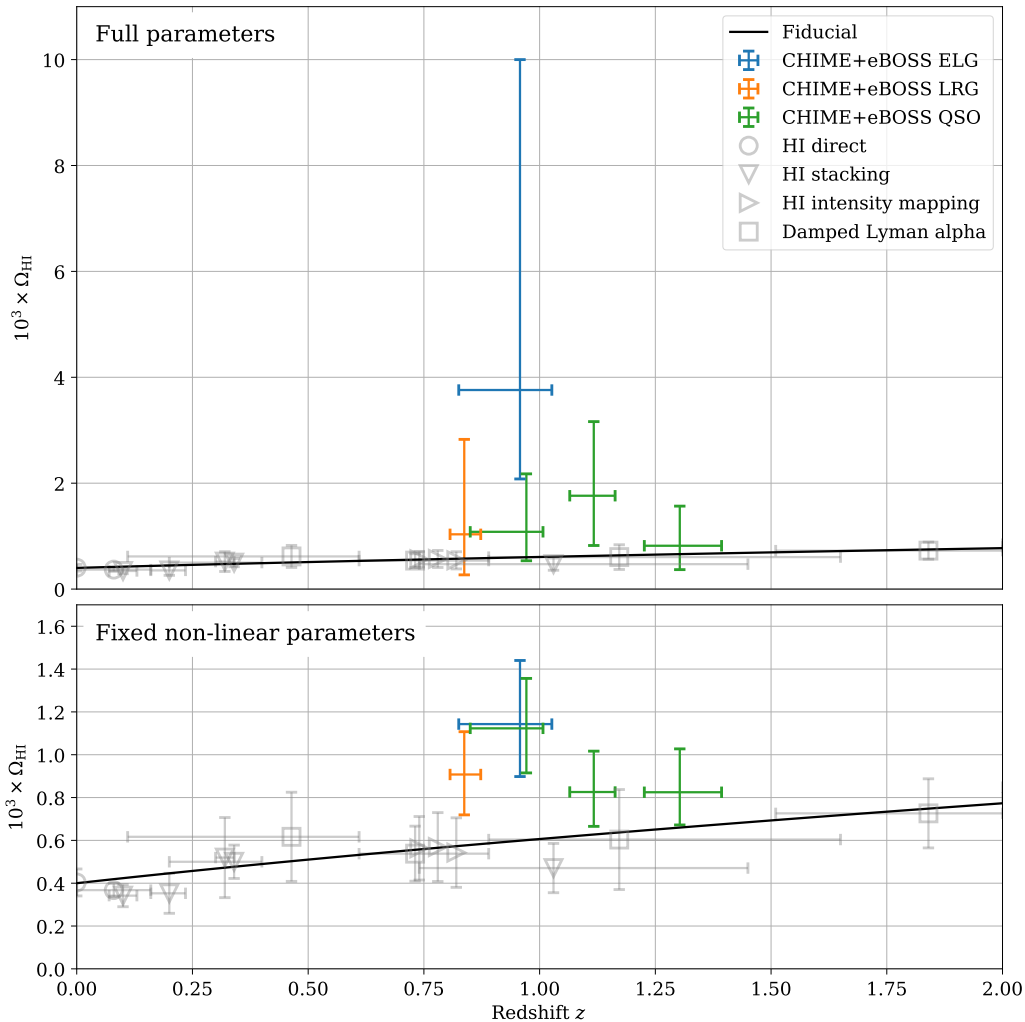 Full parameters
Fiducial
CHIME+eBOSS ELG
CHIME+eBOSS LRG
CHIME+eBOSS QSO
HI direct
HI stacking
HI intensity mapping
Damped Lyman alpha
10
8
6
4
2
0
10³ × Ω_HI
Fixed non-linear parameters
1.6
1.4
1.2
1.0
0.8
0.6
0.4
0.2
0.0
10³ × Ω_HI
0.00 0.25 0.50 0.75 1.00 1.25 1.50 1.75 2.00
Redshift z